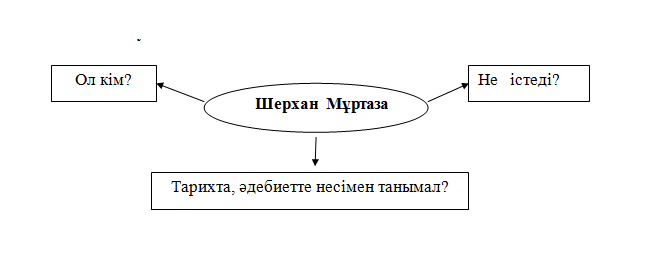 Ол кім?
Шерхан Мұртаза
Не істеді?
Тарихта, әдебиетте несімен танымал?